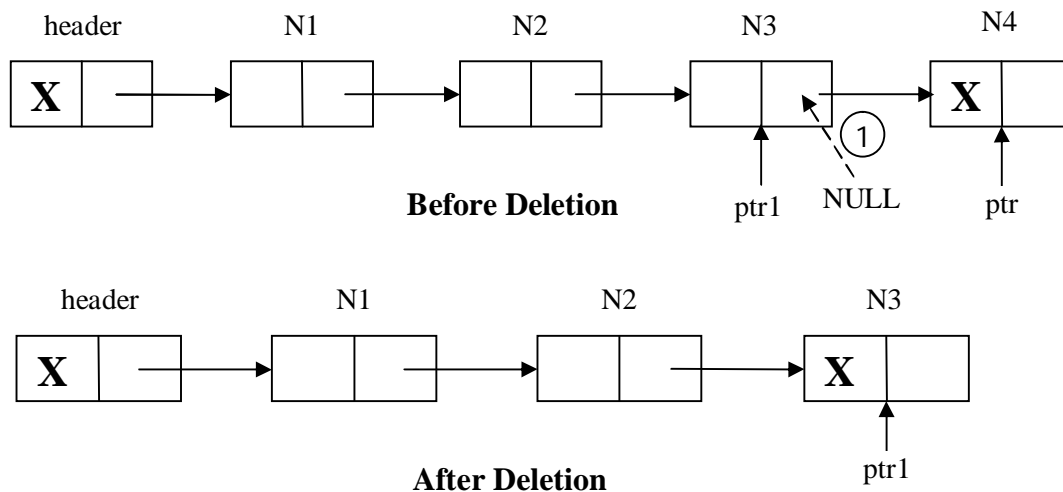 header N1 N2 N3 N4
X X
1
ptr1 NULL ptr
Before Deletion
header N1 N2 N3
X X
ptr1
After Deletion